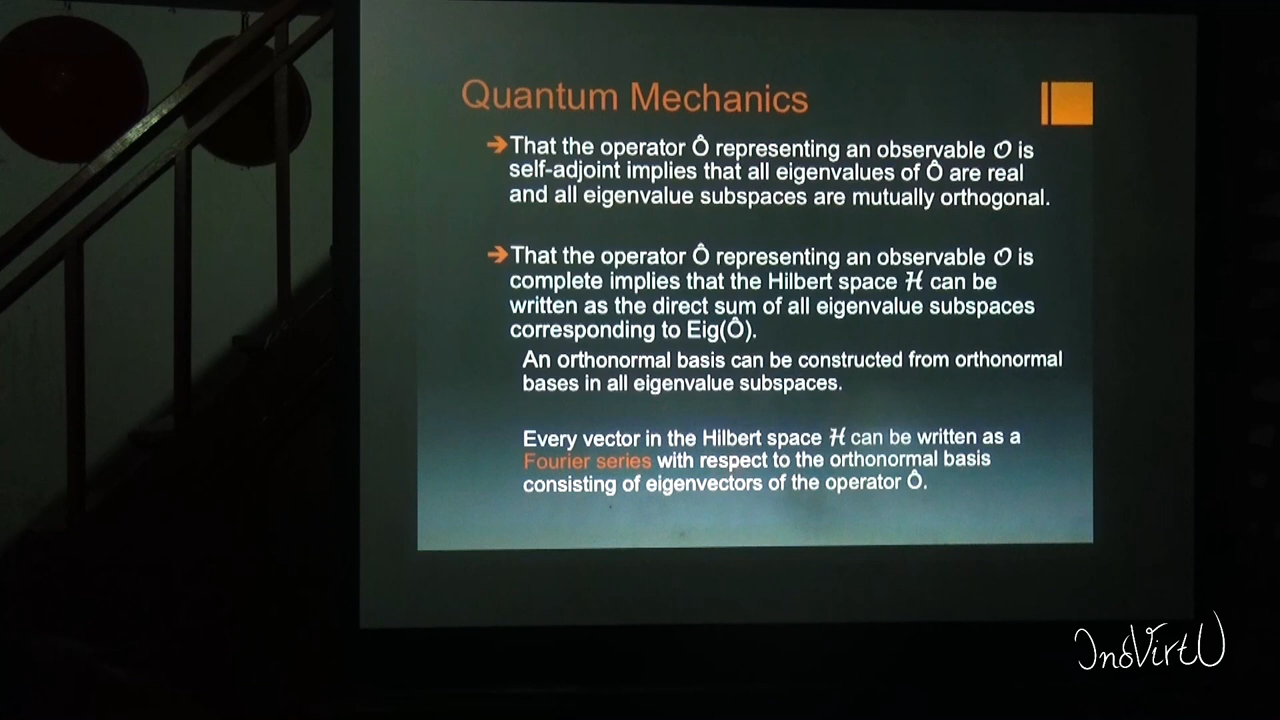 Quantum Mechanics
➔That the operator Ô representing an observable 𝒪 is
self-adjoint implies that all eigenvalues of Ô are real
and all eigenvalue subspaces are mutually orthogonal.
➔That the operator Ô representing an observable 𝒪 is
complete implies that the Hilbert space ℋ can be
written as the direct sum of all eigenvalue subspaces
corresponding to Eig(Ô).
An orthonormal basis can be constructed from orthonormal
bases in all eigenvalue subspaces.
Every vector in the Hilbert space ℋ can be written as a
Fourier series with respect to the orthonormal basis
consisting of eigenvectors of the operator Ô.